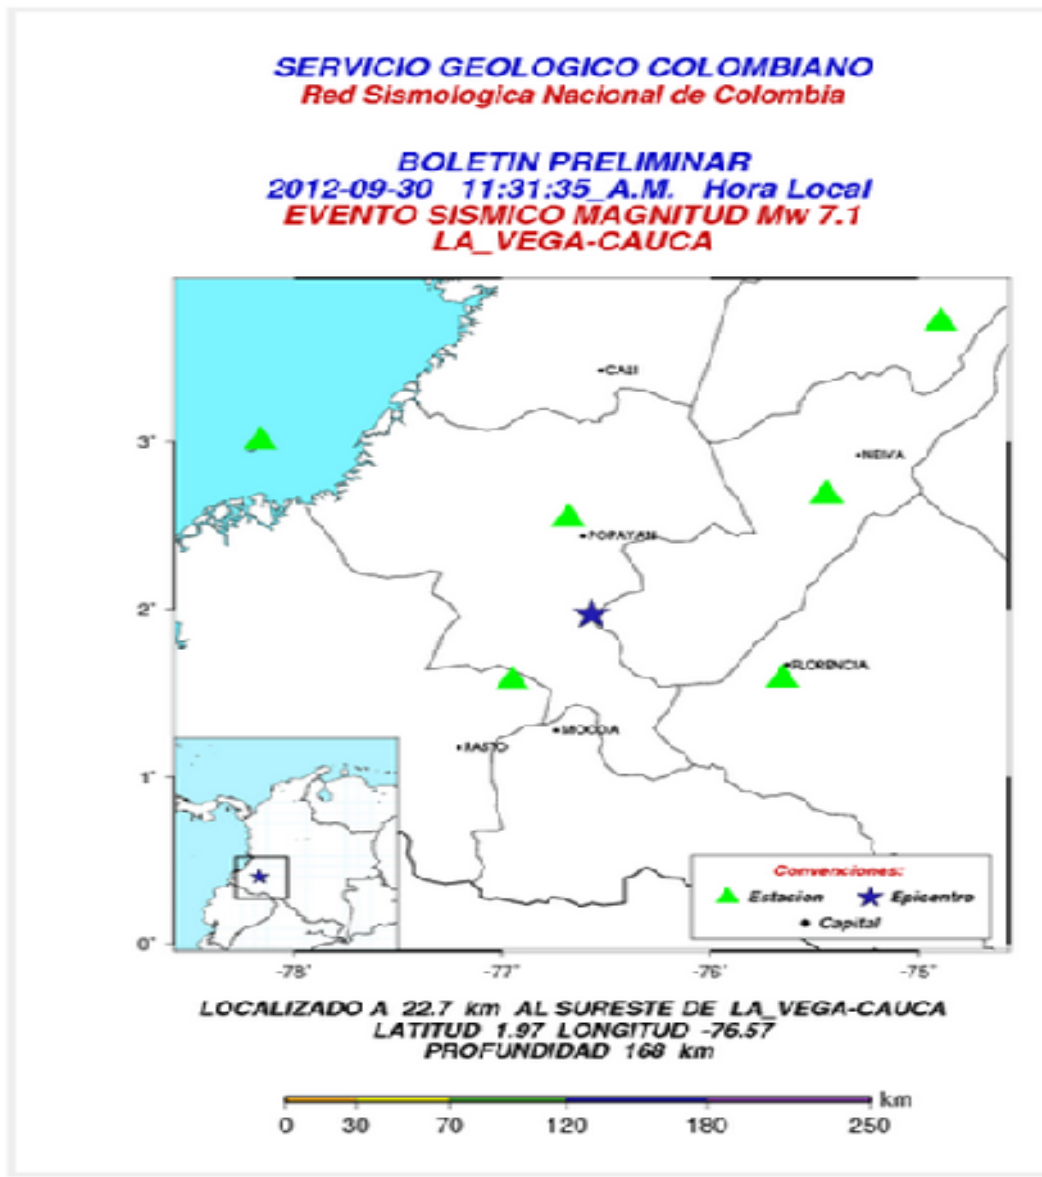 SERVICIO GEOLOGICO COLOMBIANO
Red Sismologica Nacional de Colombia
BOLETIN PRELIMINAR
2012-09-30 11:31:35_A.M. Hora Local
EVENTO SISMICO MAGNITUD Mw 7.1
LA_VEGA-CAUCA
CALI
3°
NEIVA
POPAYAN
2°
FLORENCIA
MOCOA
PASTO
1°
Convenciones:
Estacion Epicentro
Capital
0°
-78° -77° -76° -75°
LOCALIZADO A 22.7 km AL SURESTE DE LA_VEGA-CAUCA
LATITUD 1.97 LONGITUD -76.57
PROFUNDIDAD 168 km
km
0 30 70 120 180 250